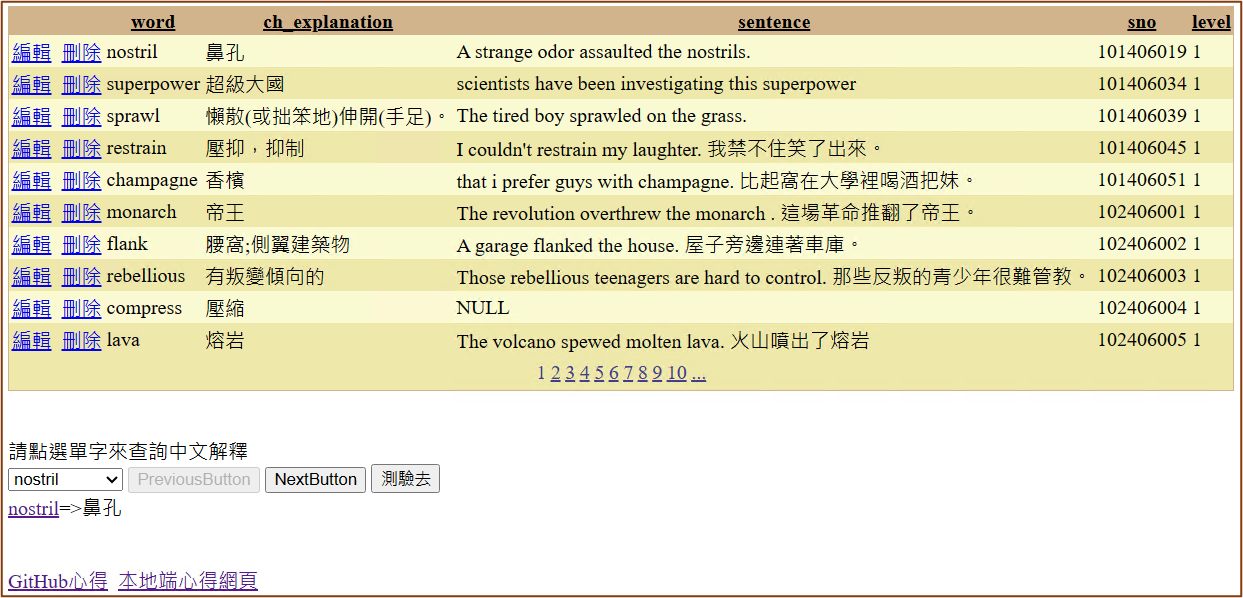 word ch_explanation sentence sno level
編輯 刪除 nostril 鼻孔 A strange odor assaulted the nostrils. 101406019 1
編輯 刪除 superpower 超級大國 scientists have been investigating this superpower 101406034 1
編輯 刪除 sprawl 懶散(或拙笨地)伸開(手足)。 The tired boy sprawled on the grass. 101406039 1
編輯 刪除 restrain 壓抑，抑制 I couldn't restrain my laughter. 我禁不住笑了出來。 101406045 1
編輯 刪除 champagne 香檳 that i prefer guys with champagne. 比起窩在大學裡喝酒把妹。 101406051 1
編輯 刪除 monarch 帝王 The revolution overthrew the monarch . 這場革命推翻了帝王。 102406001 1
編輯 刪除 flank 腰窩;側翼建築物 A garage flanked the house. 屋子旁邊連著車庫。 102406002 1
編輯 刪除 rebellious 有叛變傾向的 Those rebellious teenagers are hard to control. 那些反叛的青少年很難管教。 102406003 1
編輯 刪除 compress 壓縮 NULL 102406004 1
編輯 刪除 lava 熔岩 The volcano spewed molten lava. 火山噴出了熔岩 102406005 1
1 2 3 4 5 6 7 8 9 10 ...
請點選單字來查詢中文解釋
nostril PreviousButton NextButton 測驗去
nostril=>鼻孔
GitHub心得 本地端心得網頁